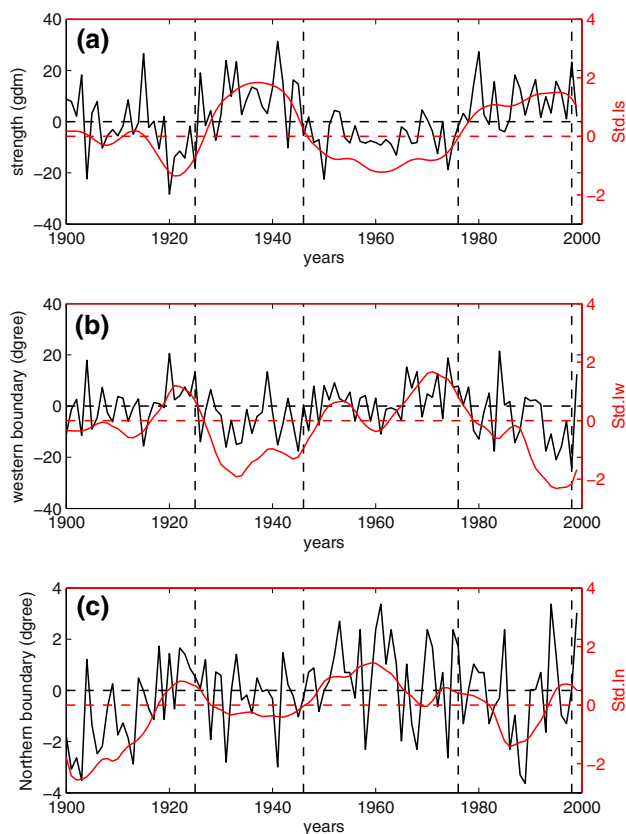 (a)
strength (gdm)
40
20
0
−20
−40
4
2
0
−2
Std.Is
1900 1920 1940 1960 1980 2000
years
(b)
western boundary (dgree)
40
20
0
−20
−40
4
2
0
−2
Std.Iw
1900 1920 1940 1960 1980 2000
years
(c)
Northern boundary (dgree)
4
2
0
−2
−4
4
2
0
−2
Std.In
1900 1920 1940 1960 1980 2000
years